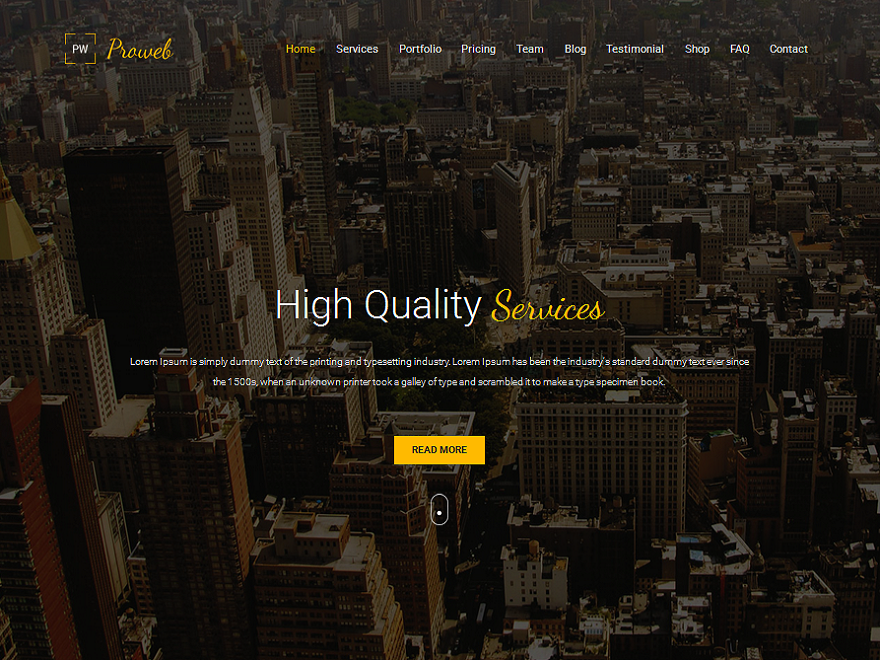 PW Proweb Home Services Portfolio Pricing Team Blog Testimonial Shop FAQ Contact
High Quality Services
Lorem Ipsum is simply dummy text of the printing and typesetting industry. Lorem Ipsum has been the industry's standard dummy text ever since
the 1500s, when an unknown printer took a galley of type and scrambled it to make a type specimen book.
READ MORE